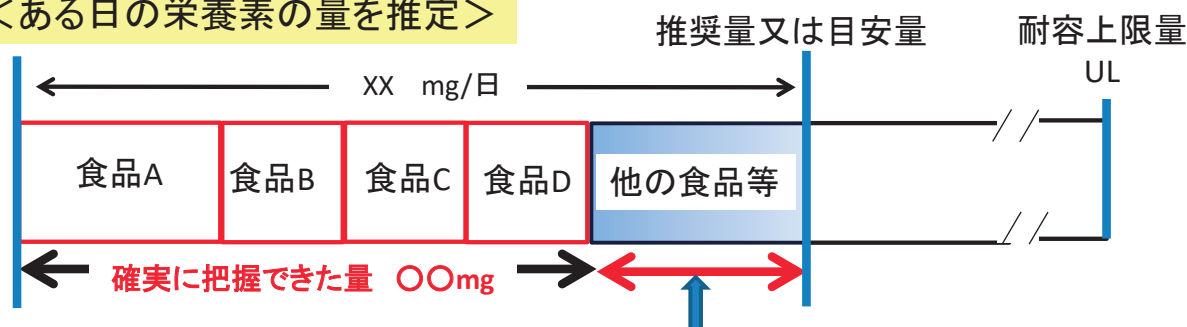 <ある日の栄養素の量を推定>
推奨量又は目安量
耐容上限量
UL
XX mg/日
食品A
食品B
食品C
食品D
他の食品等
確実に把握できた量 〇〇mg